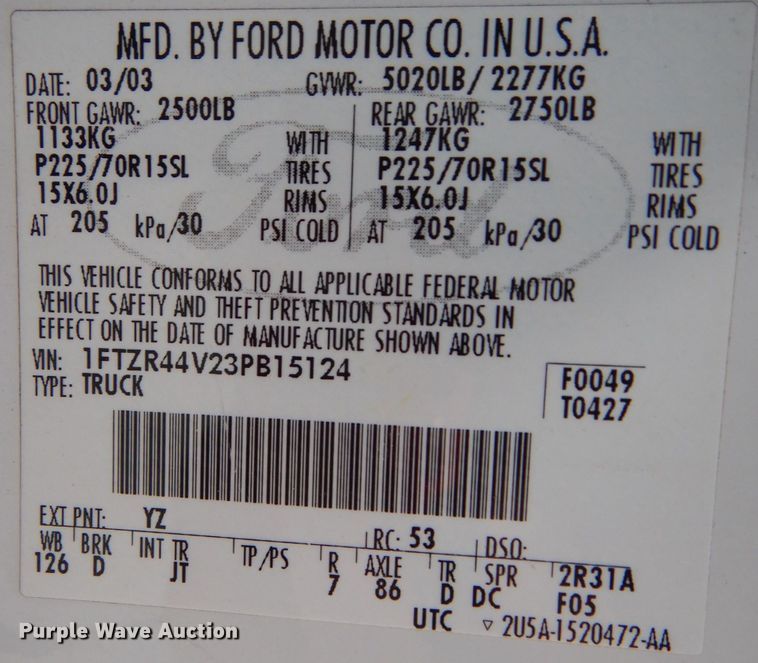 MFD. BY FORD MOTOR CO. IN U.S.A.
DATE: 03/03 GVWR: 5020LB/ 2277KG
FRONT GAWR: 2500LB REAR GAWR: 2750LB
1133KG WITH 1247KG WITH
P225/70R15SL TIRES P225/70R15SL TIRES
15X6.0J RIMS 15X6.0J RIMS
AT 205 kPa/30 PSI COLD AT 205 kPa/30 PSI COLD
Ford
THIS VEHICLE CONFORMS TO ALL APPLICABLE FEDERAL MOTOR
VEHICLE SAFETY AND THEFT PREVENTION STANDARDS IN
EFFECT ON THE DATE OF MANUFACTURE SHOWN ABOVE.
VIN: 1FTZR44V23PB15124 F0049
TYPE: TRUCK T0427
EXT PNT: YZ RC: 53 DSO:
WB BRK INT TR TP/PS R AXLE TR SPR 2R31A
126 D JT 7 86 D DC F05
UTC ▽ 2U5A-1520472-AA
Purple Wave Auction